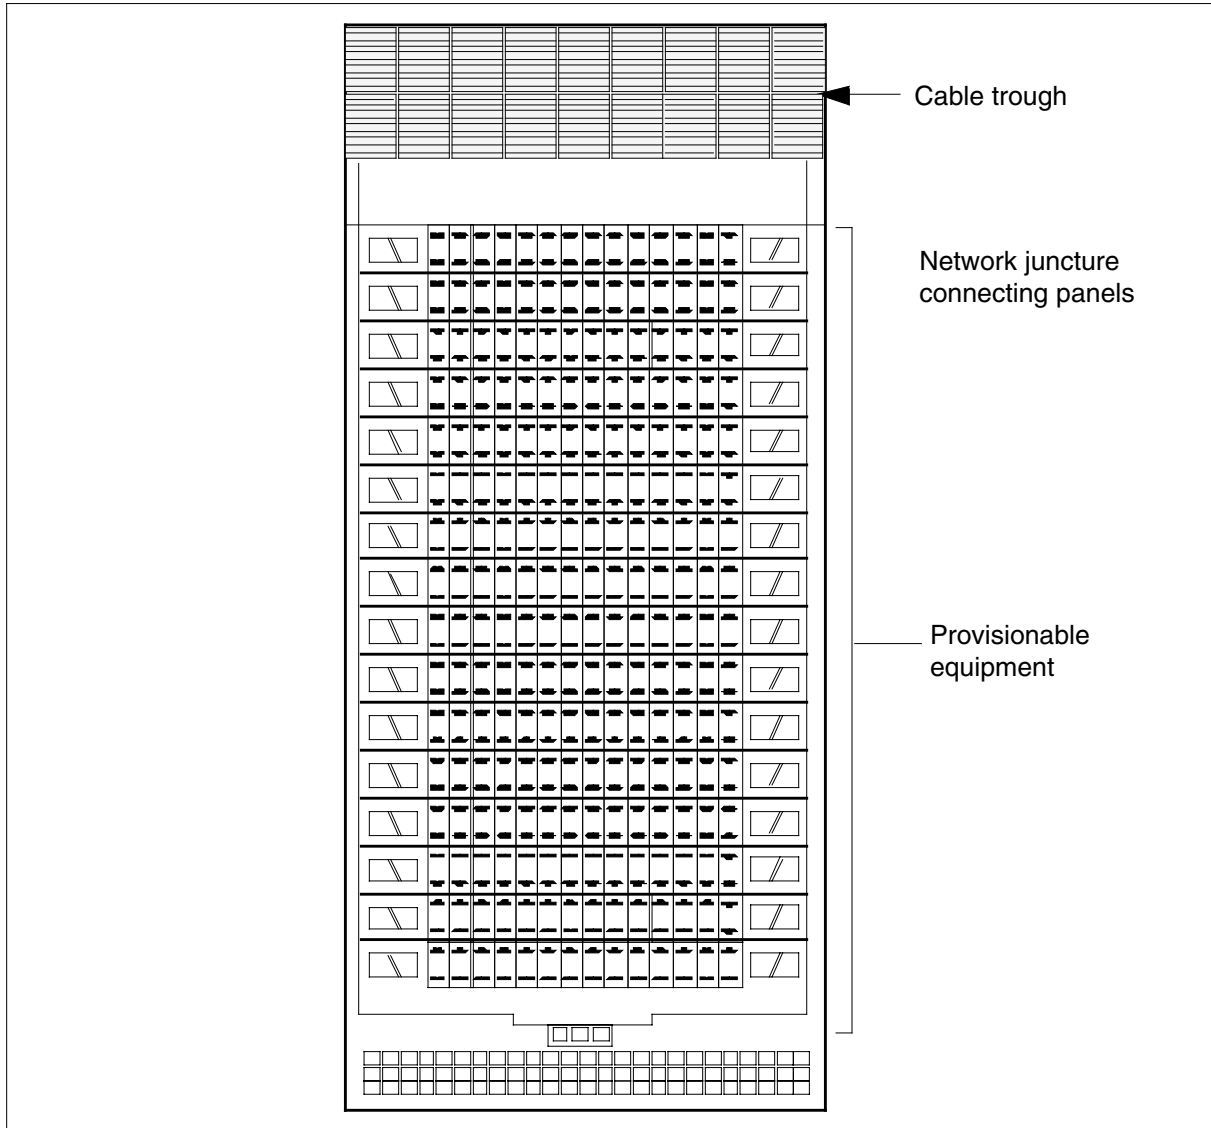 Cable trough
Network juncture
connecting panels
Provisionable
equipment